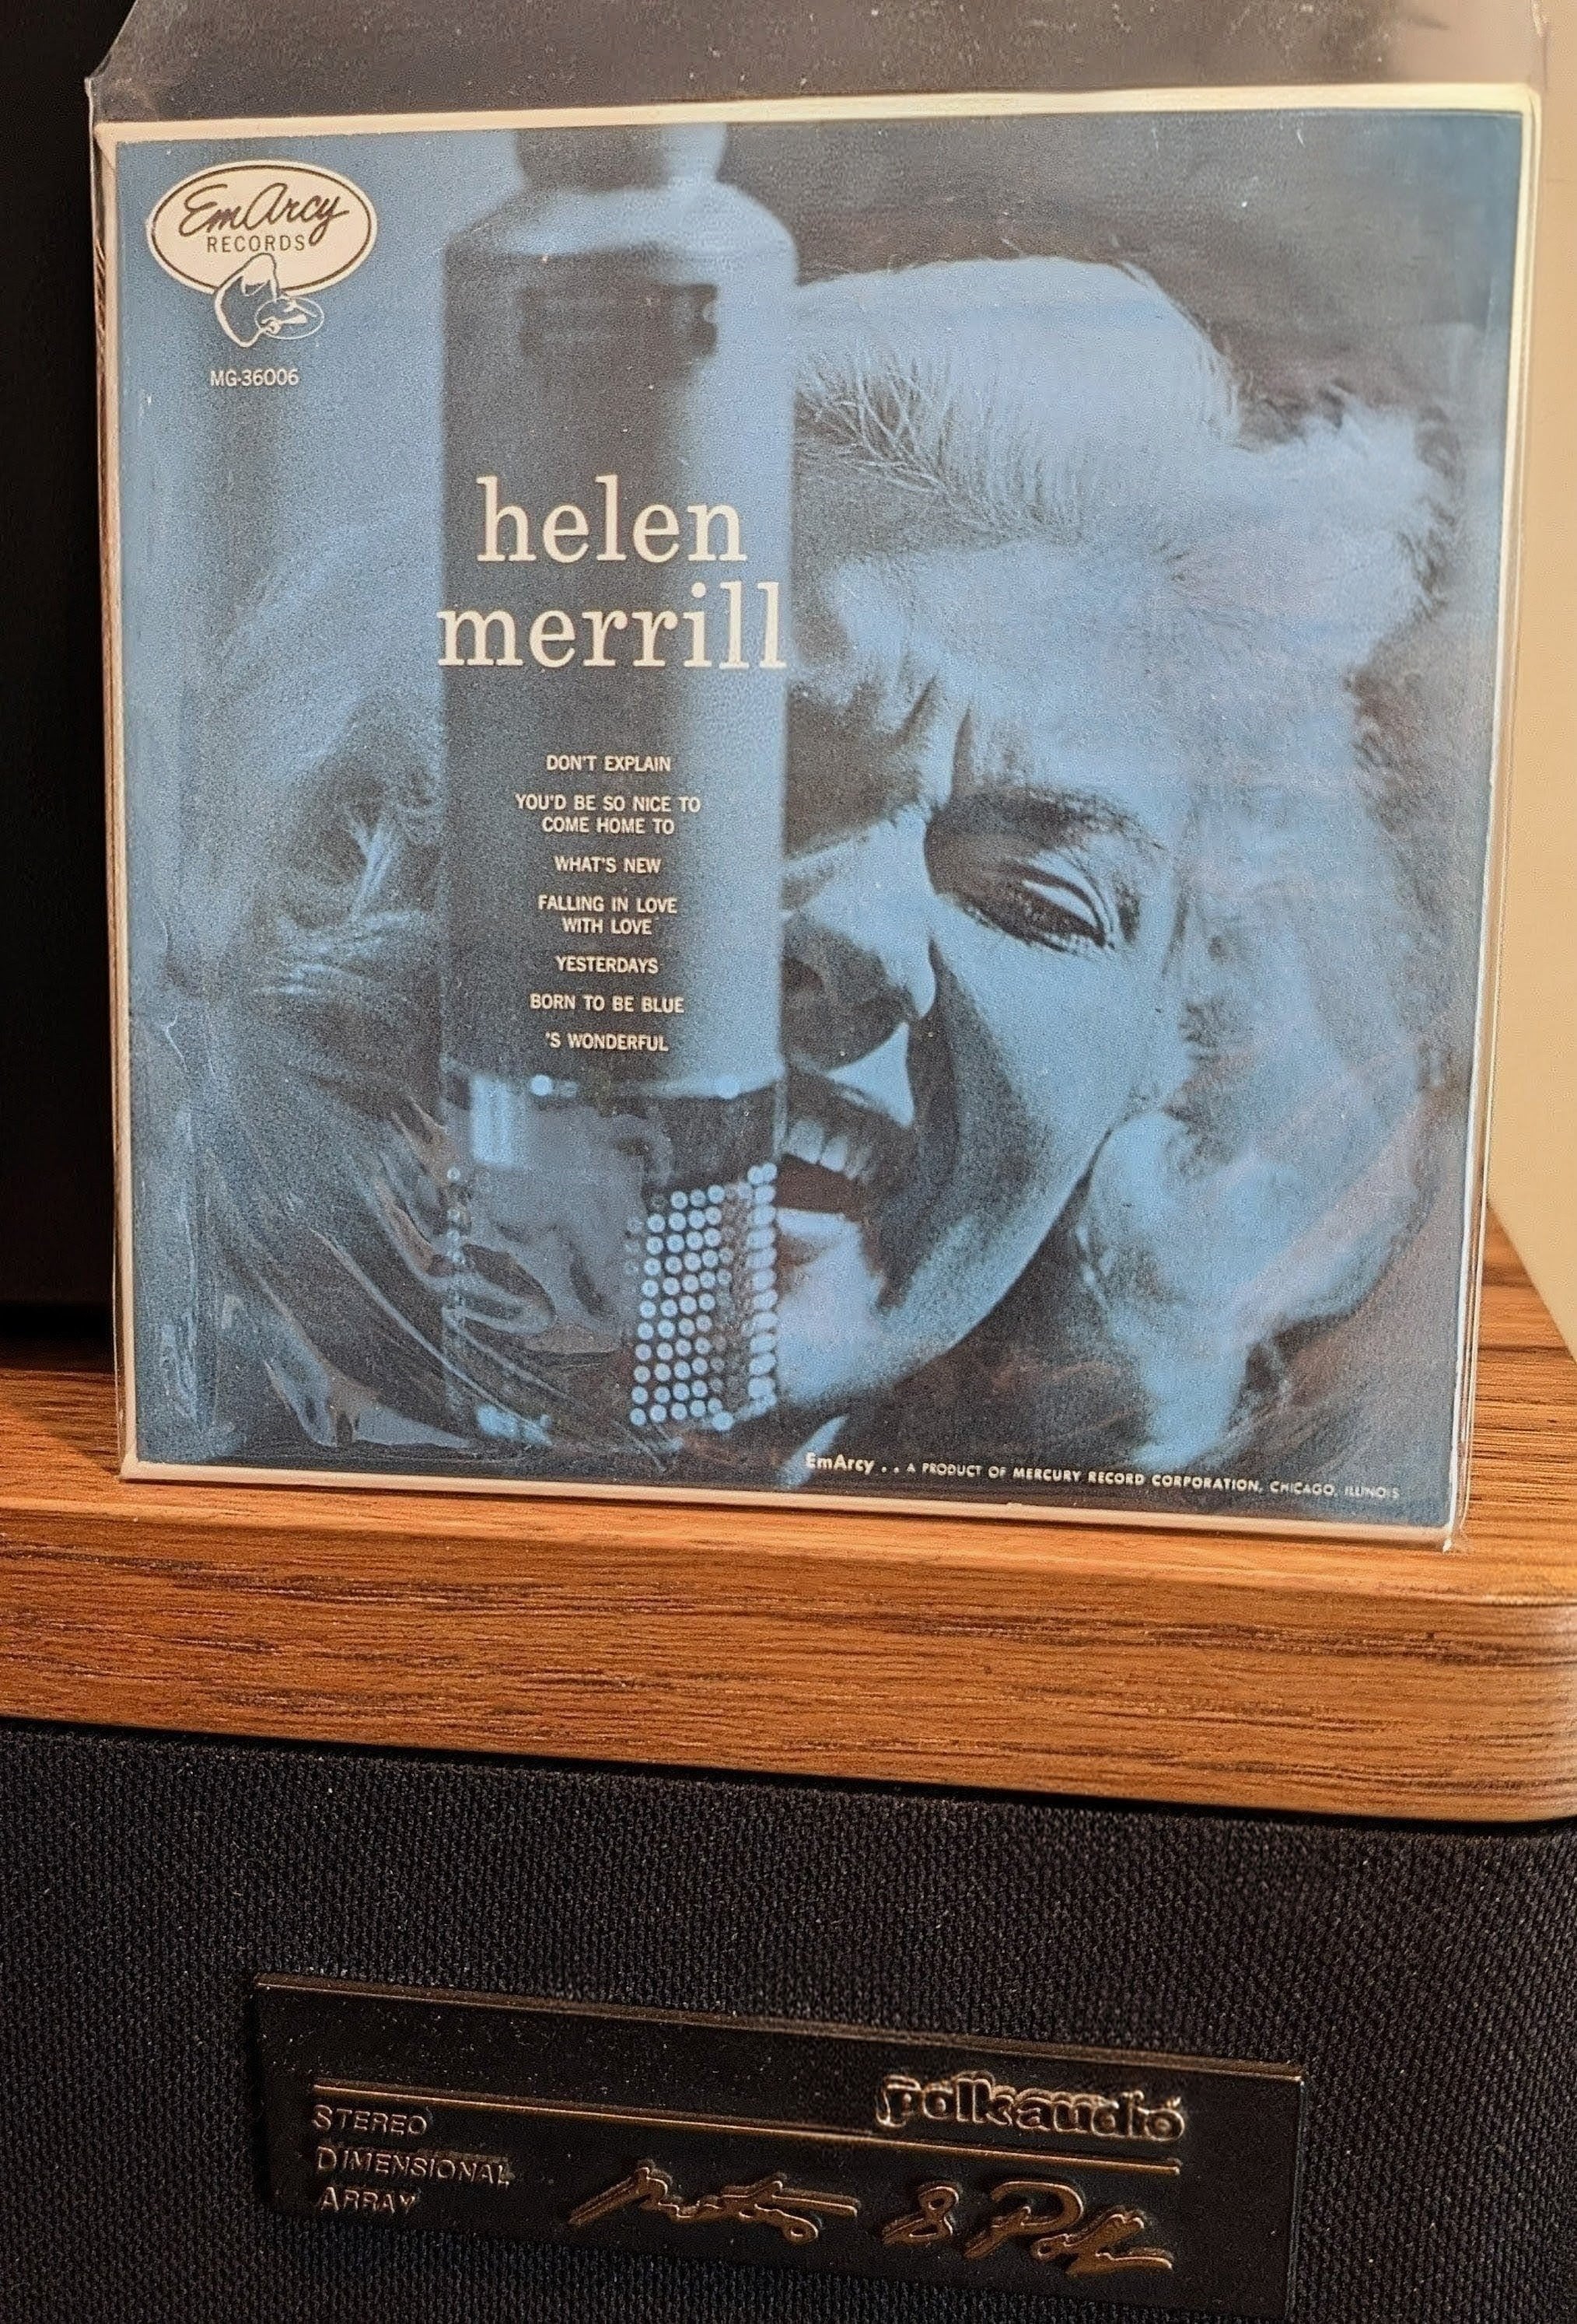 EmArcy
RECORDS
MG-36006
helen
merrill
DON'T EXPLAIN
YOU'D BE SO NICE TO
COME HOME TO
WHAT'S NEW
FALLING IN LOVE
WITH LOVE
YESTERDAYS
BORN TO BE BLUE
'S WONDERFUL
EmArcy . . A PRODUCT OF MERCURY RECORD CORPORATION, CHICAGO, ILLINOIS
polkaudio
STEREO
DIMENSIONAL
ARRAY